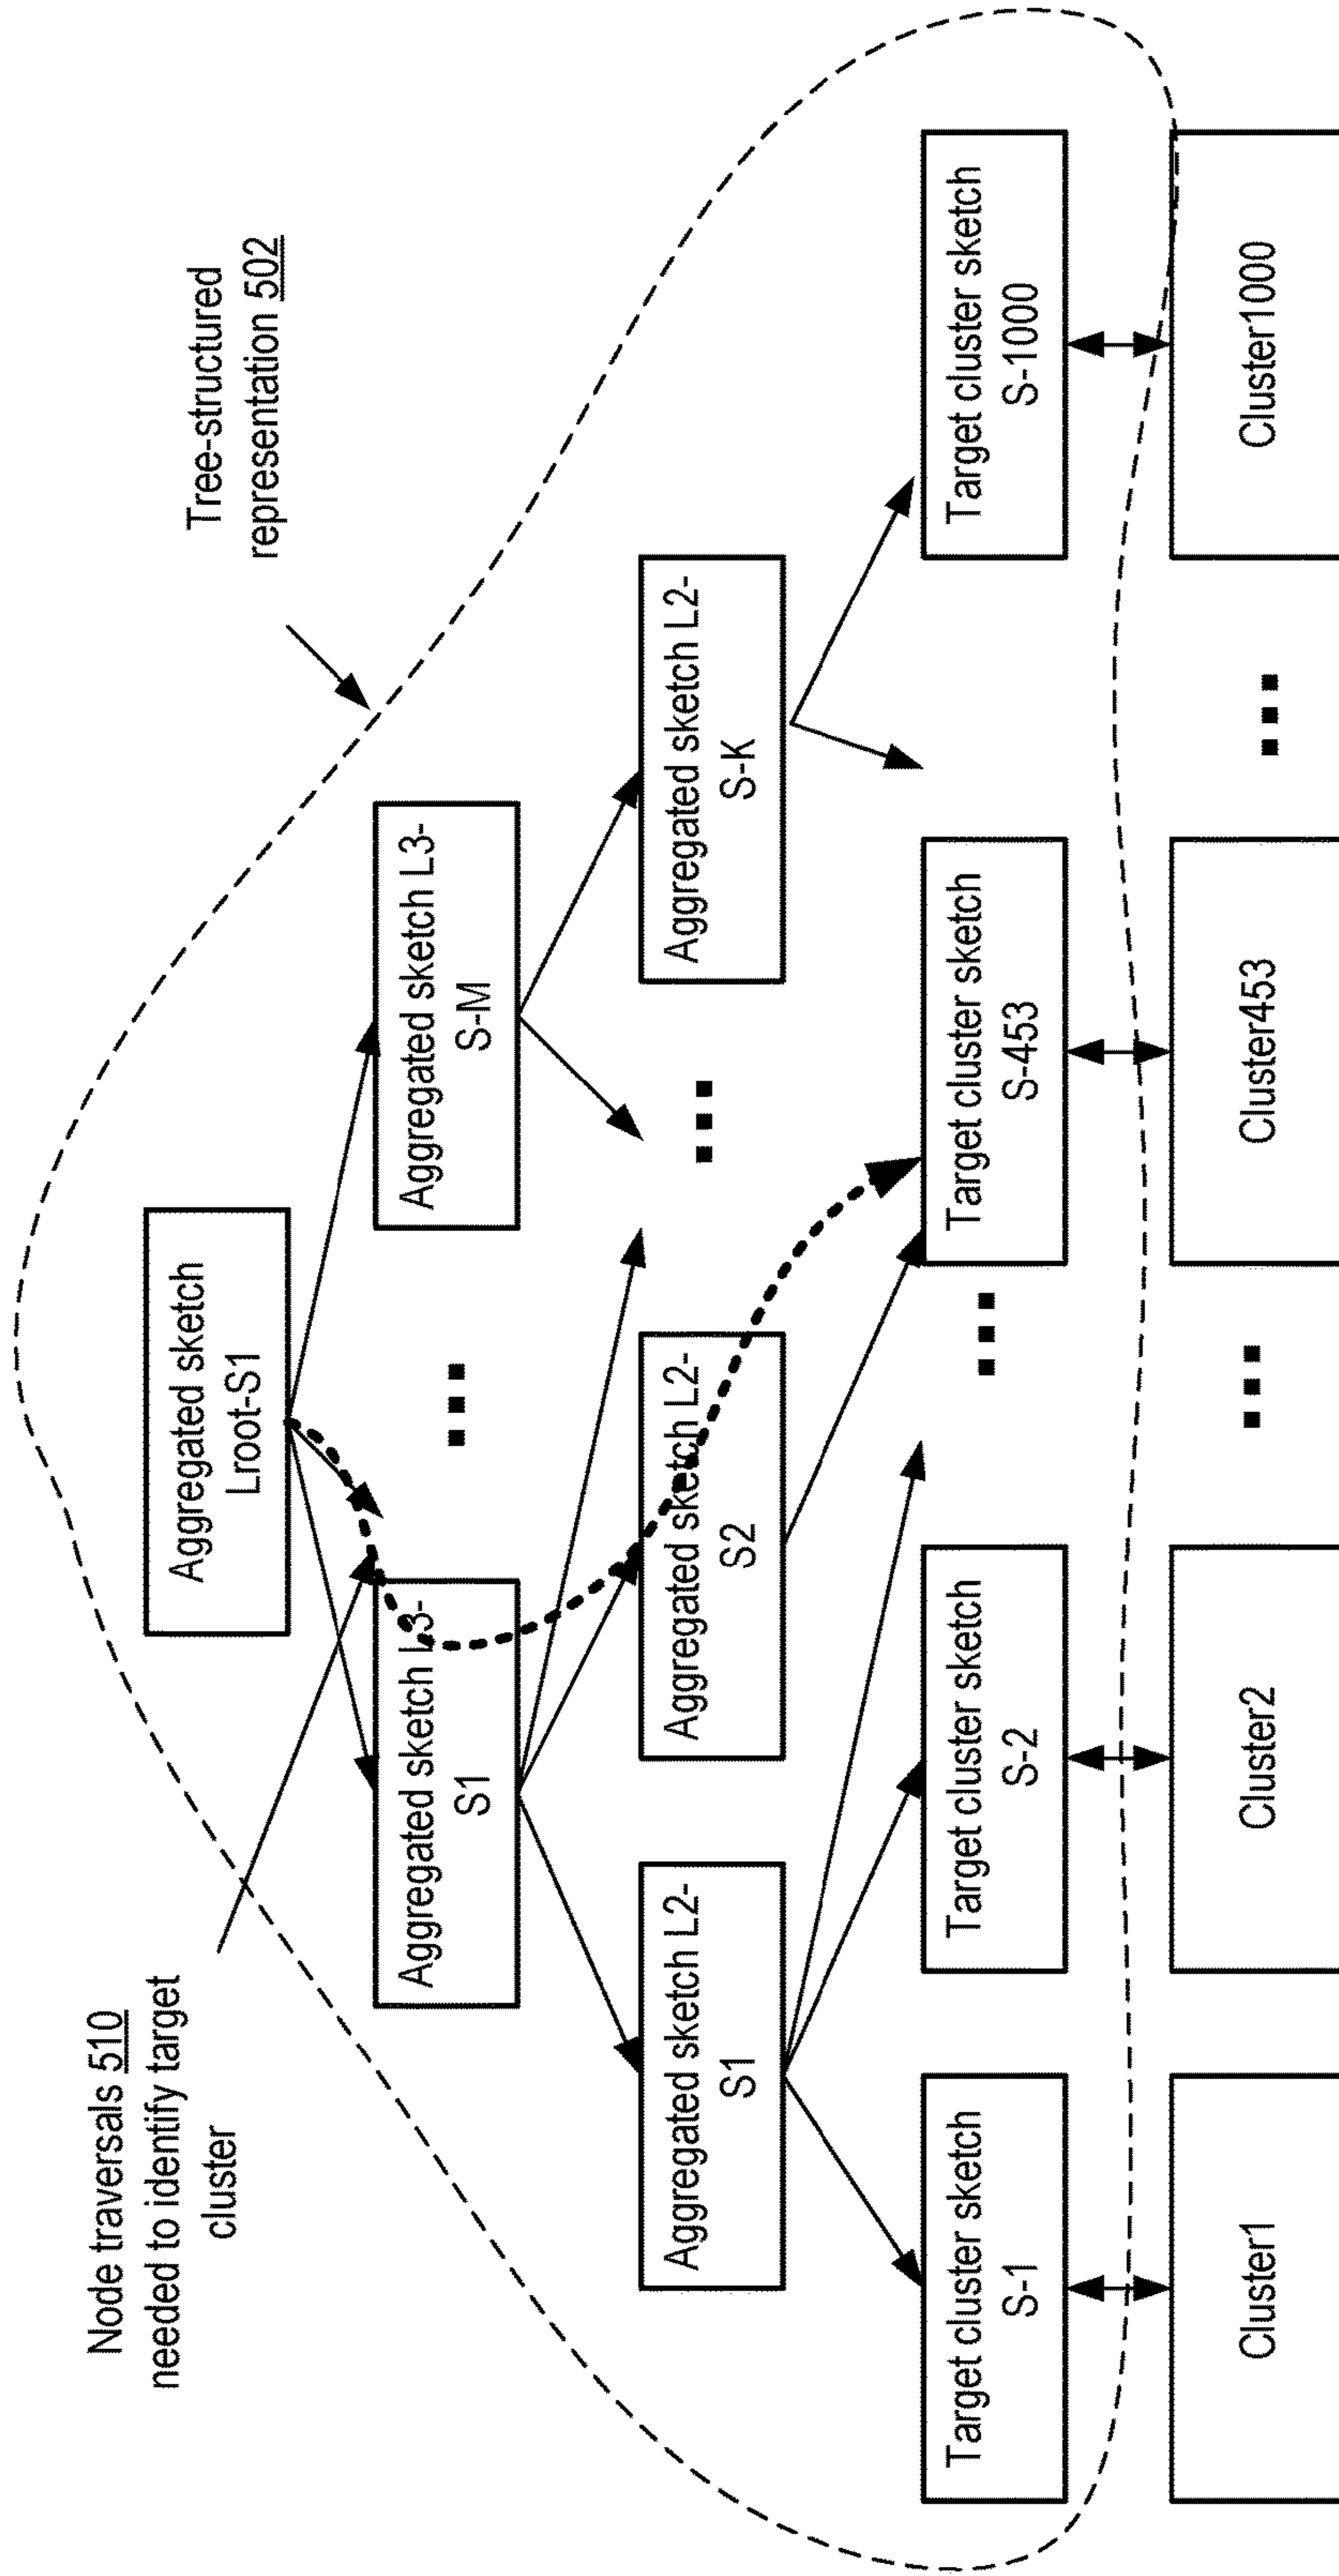 Node traversals 510
needed to identify target
cluster
Tree-structured
representation 502
Aggregated sketch
Lroot-S1
Aggregated sketch L3-
S1
Aggregated sketch L3-
S-M
Aggregated sketch L2-
S1
Aggregated sketch L2-
S2
Aggregated sketch L2-
S-K
Target cluster sketch
S-1
Target cluster sketch
S-2
Target cluster sketch
S-453
Target cluster sketch
S-1000
Cluster1
Cluster2
Cluster453
Cluster1000